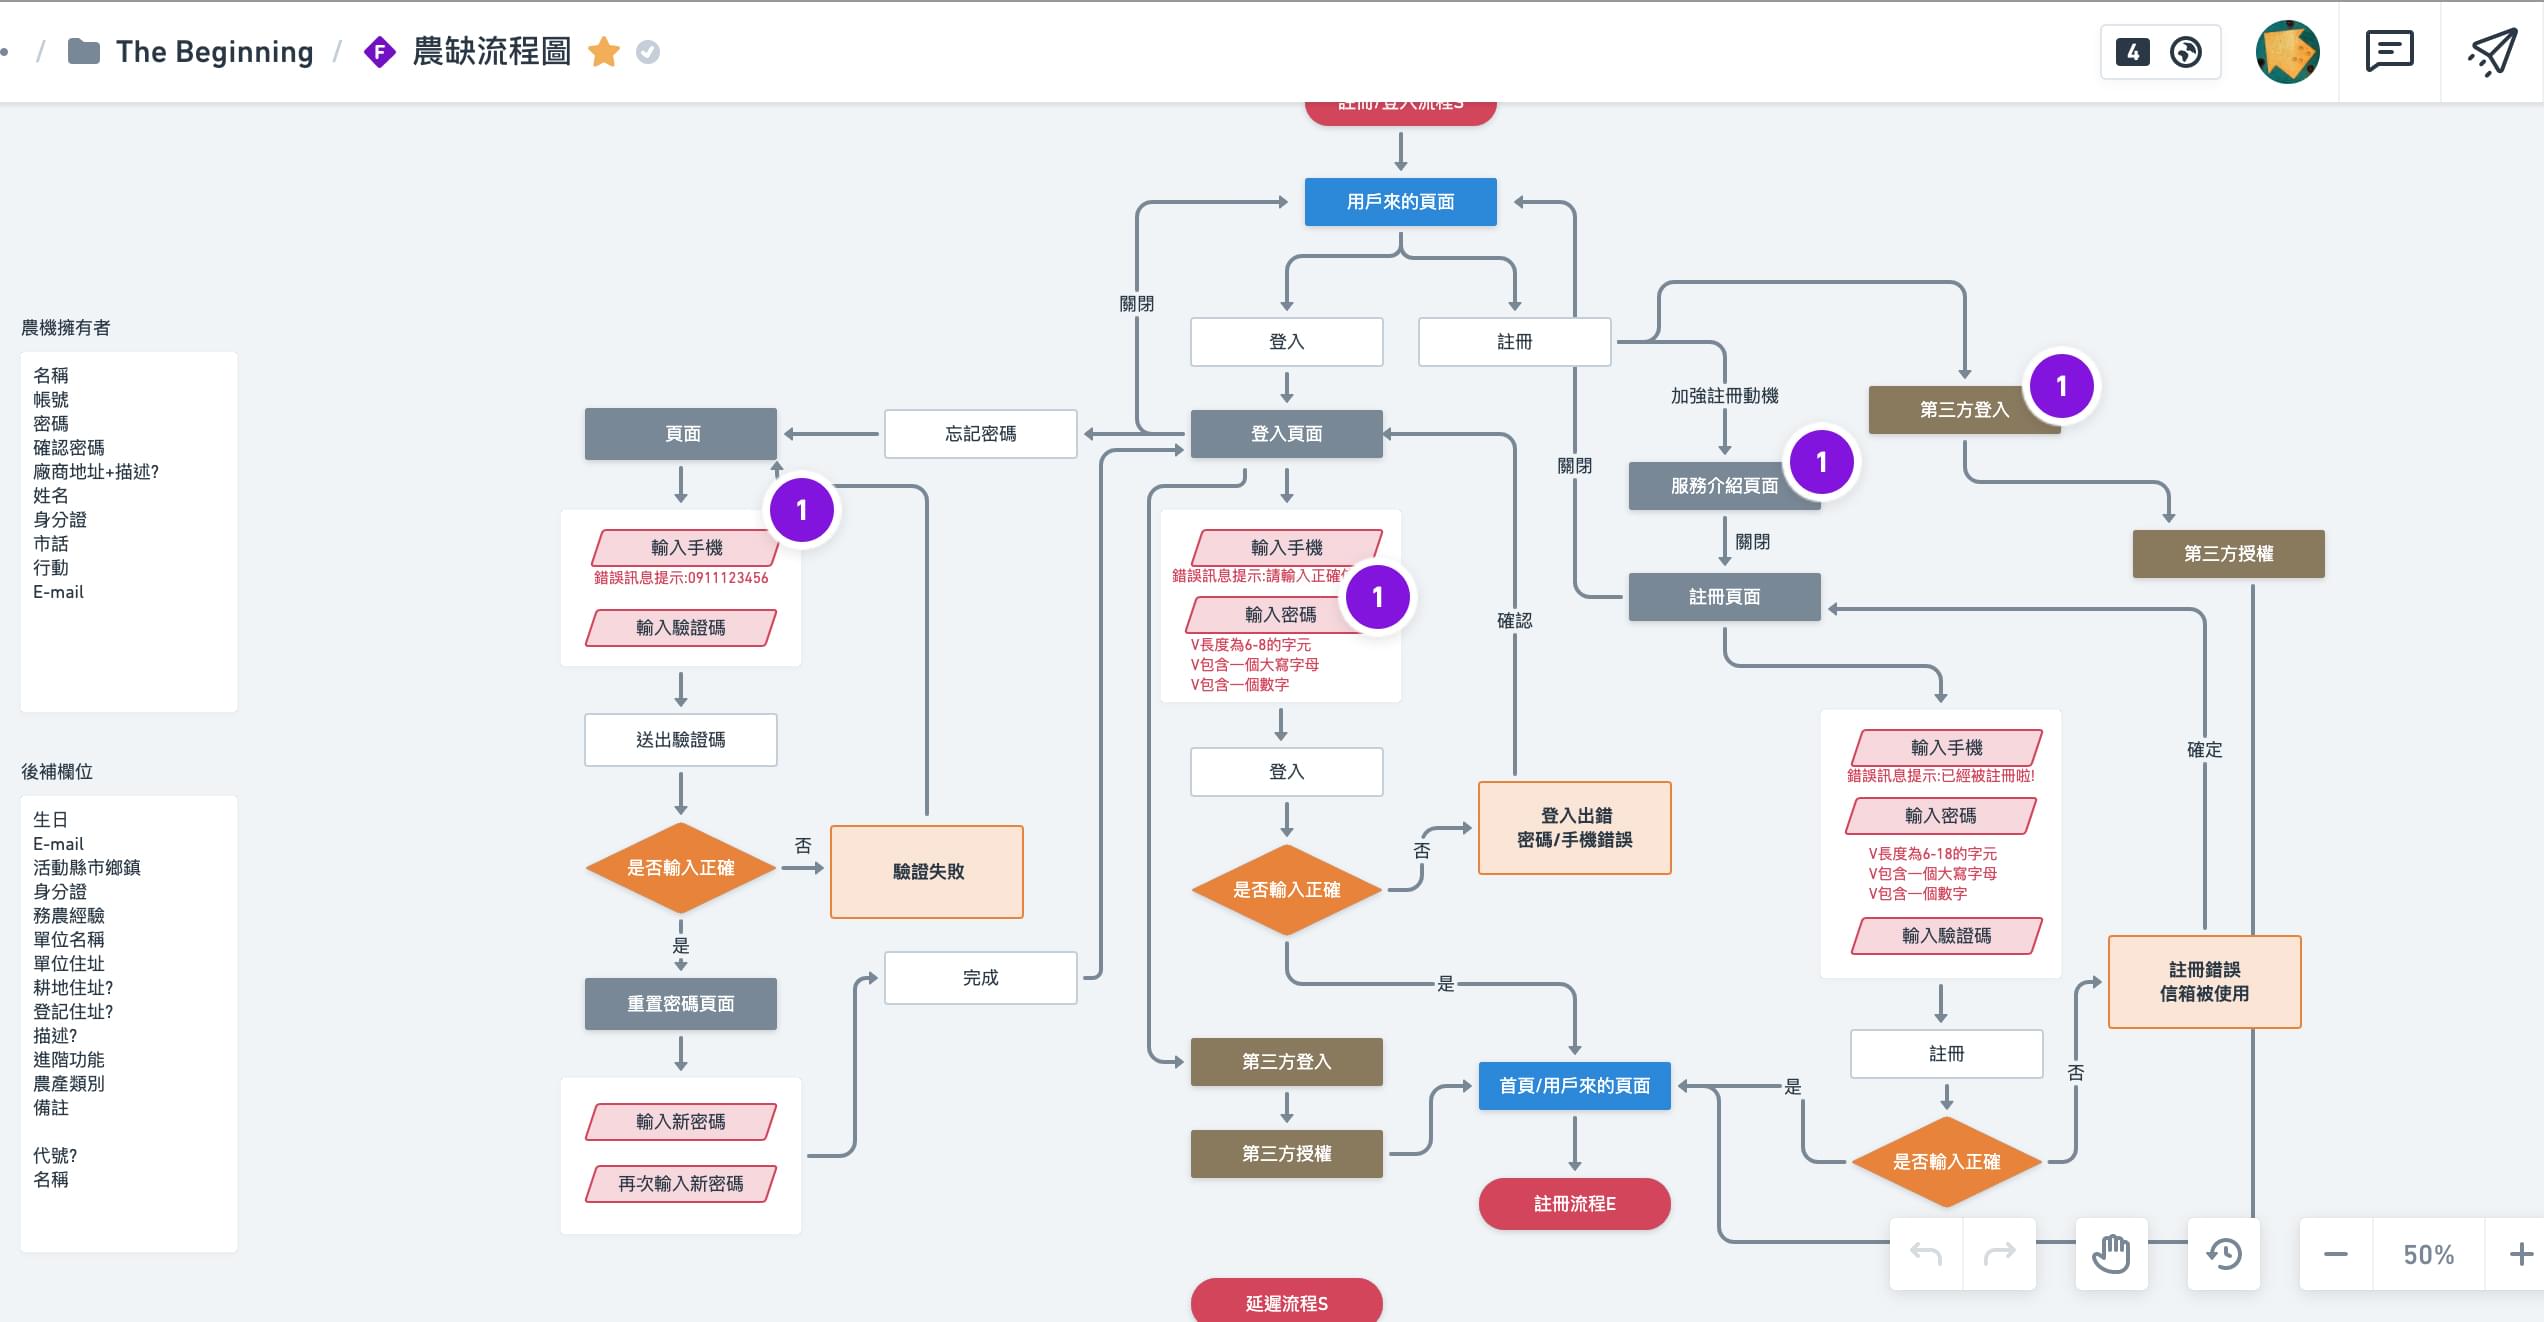 / The Beginning / F 農缺流程圖
4
註冊/登入流程S
用戶來的頁面
關閉
登入
註冊
加強註冊動機
第三方登入
1
農機擁有者
名稱
帳號
密碼
確認密碼
廠商地址+描述?
姓名
身分證
市話
行動
E-mail
頁面
忘記密碼
登入頁面
關閉
服務介紹頁面
1
關閉
第三方授權
註冊頁面
1
輸入手機
錯誤訊息提示:0911123456
輸入驗證碼
輸入手機
錯誤訊息提示:請輸入正確
1
輸入密碼
V長度為6-8的字元
V包含一個大寫字母
V包含一個數字
確認
送出驗證碼
登入
登入出錯
密碼/手機錯誤
輸入手機
錯誤訊息提示:已經被註冊啦!
輸入密碼
V長度為6-18的字元
V包含一個大寫字母
V包含一個數字
輸入驗證碼
確定
後補欄位
生日
E-mail
活動縣市鄉鎮
身分證
務農經驗
單位名稱
單位住址
耕地住址?
登記住址?
描述?
進階功能
農產類別
備註
代號?
名稱
是否輸入正確
否
驗證失敗
是否輸入正確
否
是
重置密碼頁面
完成
是
註冊錯誤
信箱被使用
輸入新密碼
再次輸入新密碼
第三方登入
第三方授權
首頁/用戶來的頁面
是
註冊
否
是否輸入正確
註冊流程E
延遲流程S
50%